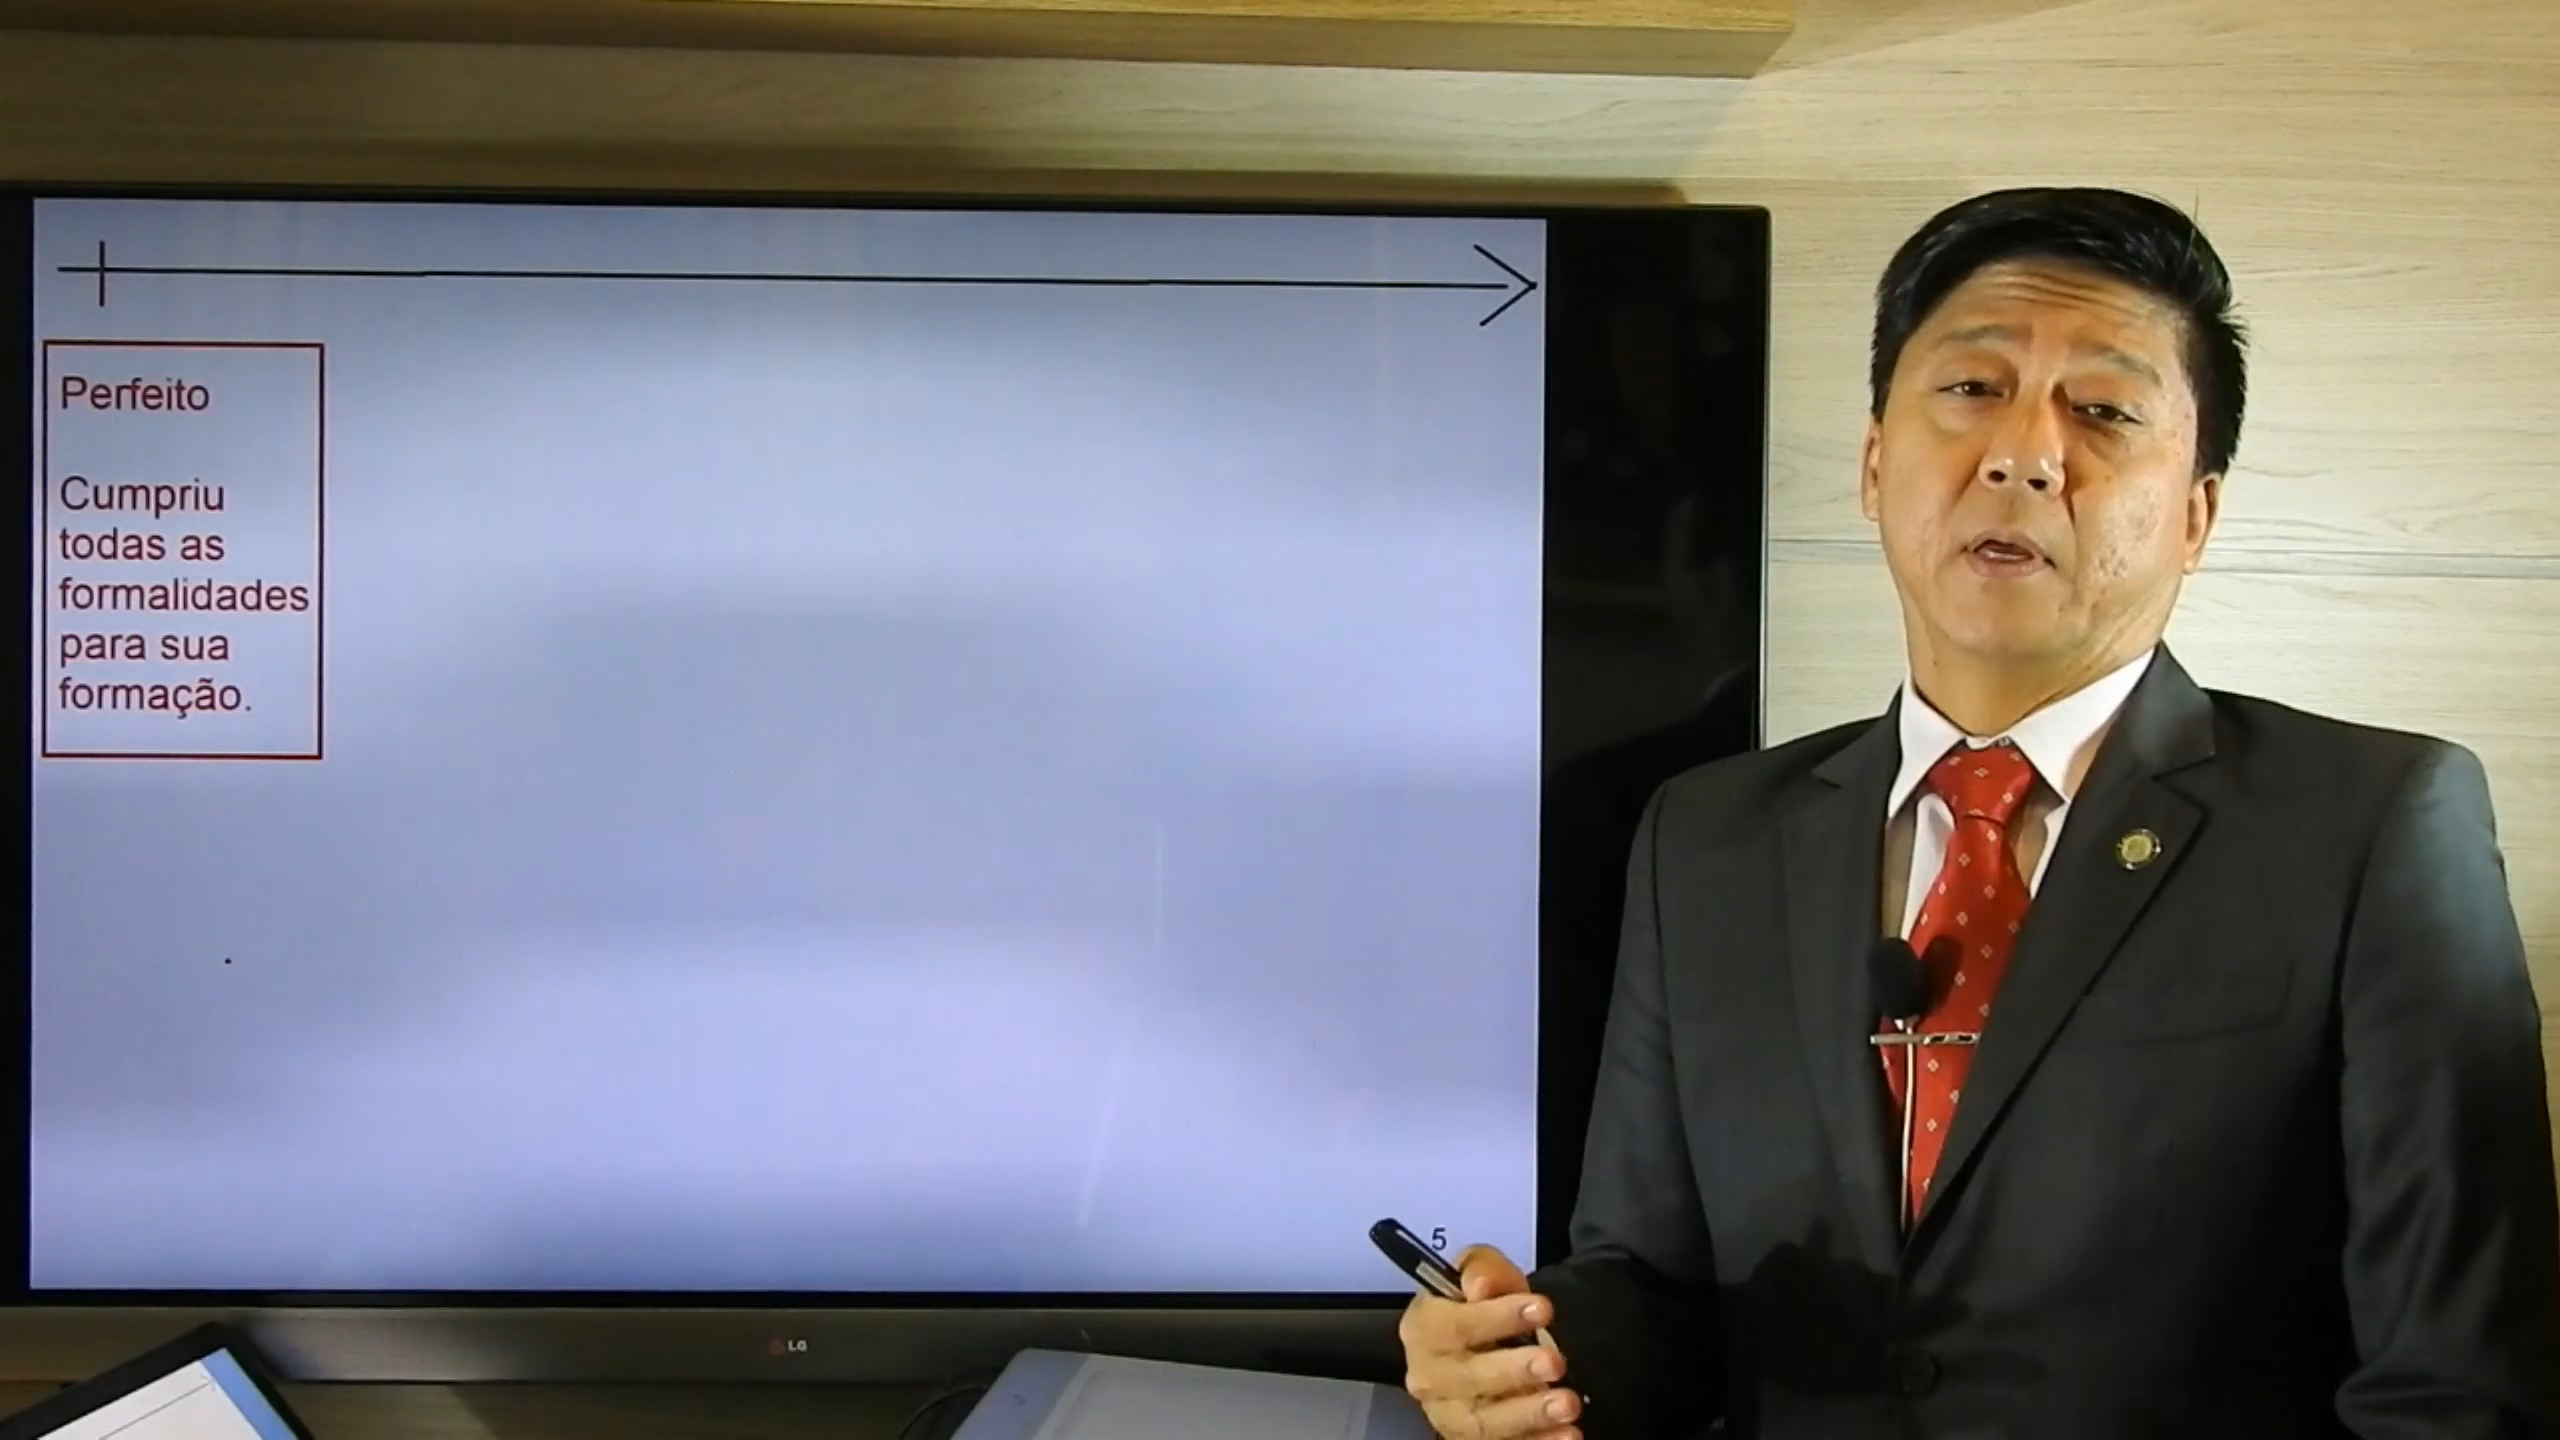 Perfeito
Cumpriu
todas as
formalidades
para sua
formação.
5
LG